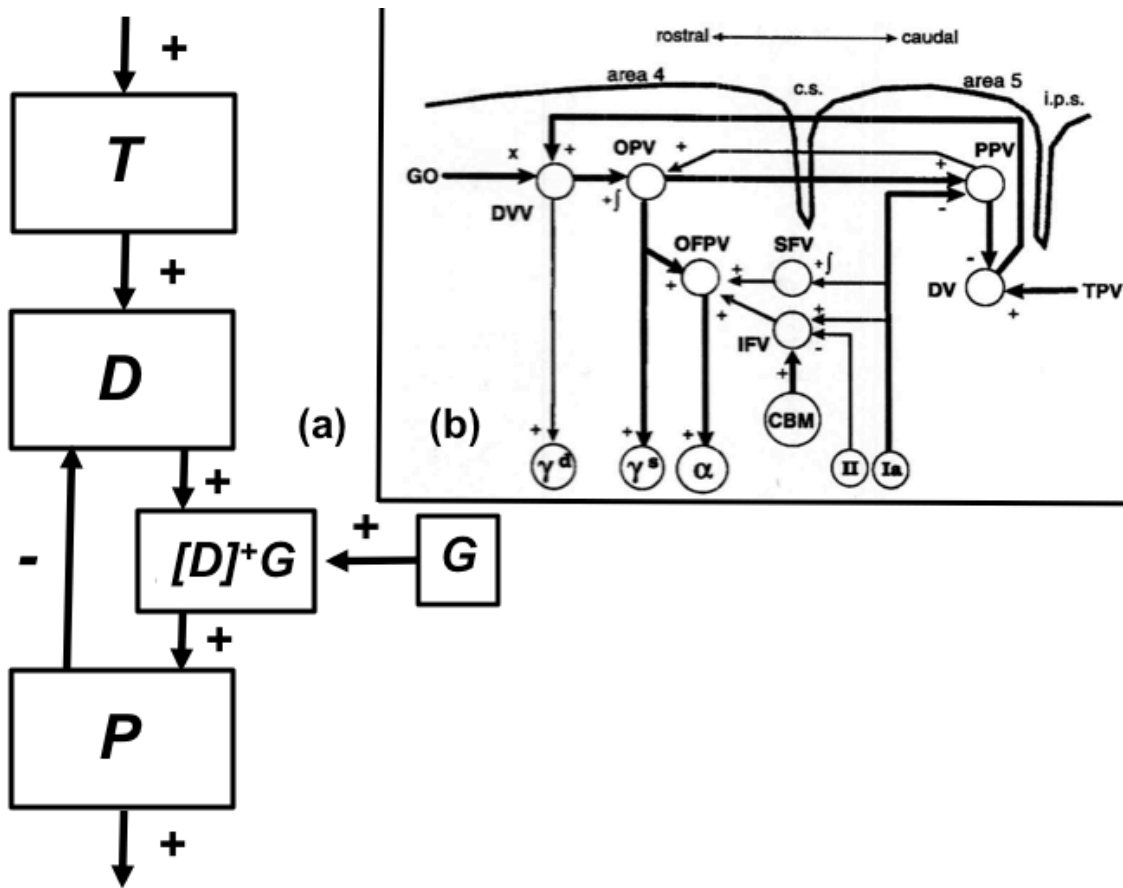 +
T
+
D
(a)
+
-
[D]⁺G
+
G
+
P
+
rostral
caudal
area 4
c.s.
area 5
i.p.s.
GO
x
+
DVV
OPV
+
+∫
PPV
+
-
OFPV
+
SFV
+∫
+
+
IFV
+
-
-
DV
+
TPV
(b)
+
CBM
+
γᵈ
+
γˢ
+
α
II
Ia